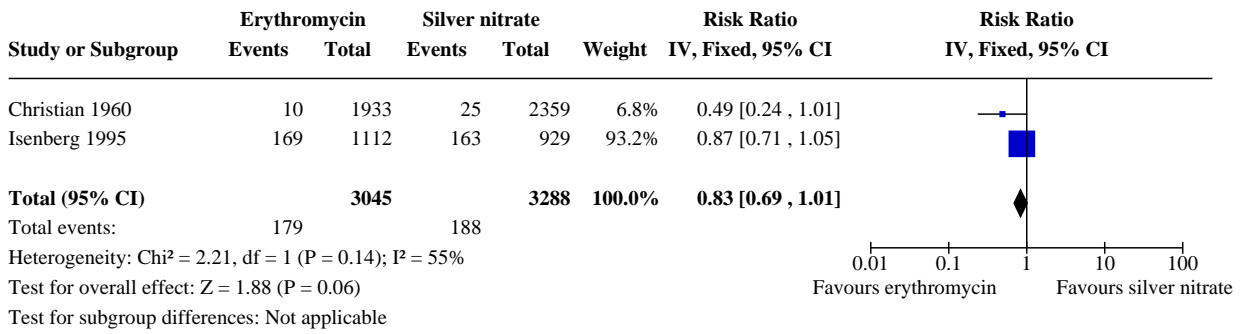 Erythromycin Silver nitrate Risk Ratio Risk Ratio
Study or Subgroup Events Total Events Total Weight IV, Fixed, 95% CI IV, Fixed, 95% CI
Christian 1960 10 1933 25 2359 6.8% 0.49 [0.24 , 1.01]
Isenberg 1995 169 1112 163 929 93.2% 0.87 [0.71 , 1.05]
Total (95% CI) 3045 3288 100.0% 0.83 [0.69 , 1.01]
Total events: 179 188
Heterogeneity: Chi² = 2.21, df = 1 (P = 0.14); I² = 55%
0.01 0.1 1 10 100
Test for overall effect: Z = 1.88 (P = 0.06)
Favours erythromycin Favours silver nitrate
Test for subgroup differences: Not applicable